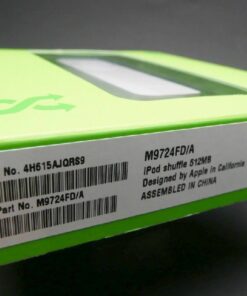 No. 4H615AJQRS9
Part No. M9724FD/A
M9724FD/A
iPod shuffle 512MB
Designed by Apple in California
ASSEMBLED IN CHINA